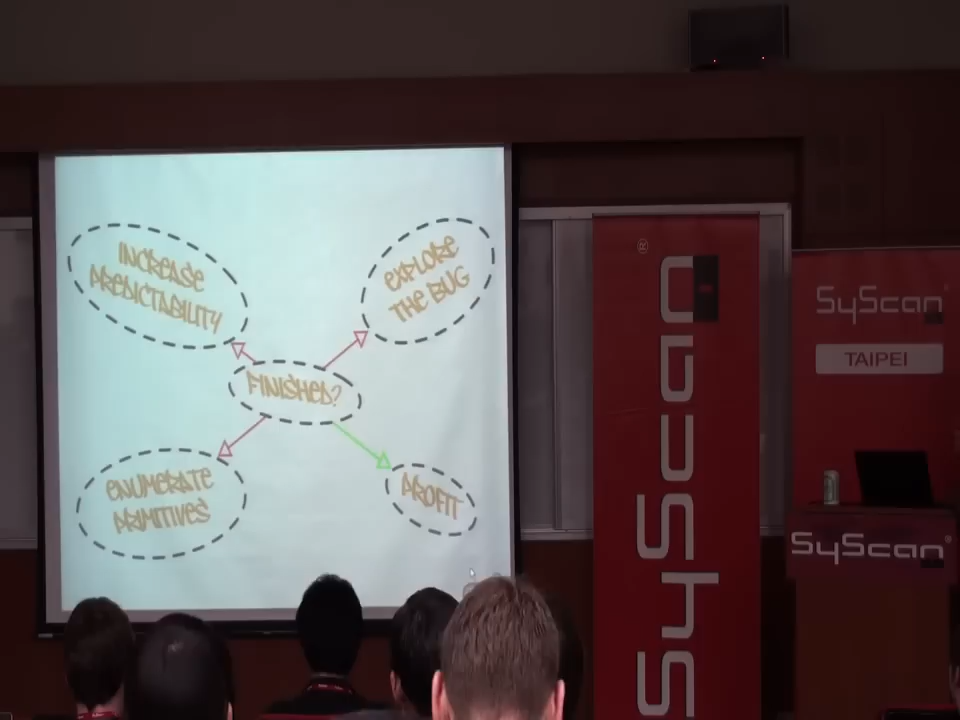 INCREASE
PREDICTABILITY
EXPLORE
THE BUG
FINISHED?
ENUMERATE
PRIMITIVES
PROFIT
SyScan®
SyScan
TAIPEI
SyScan®